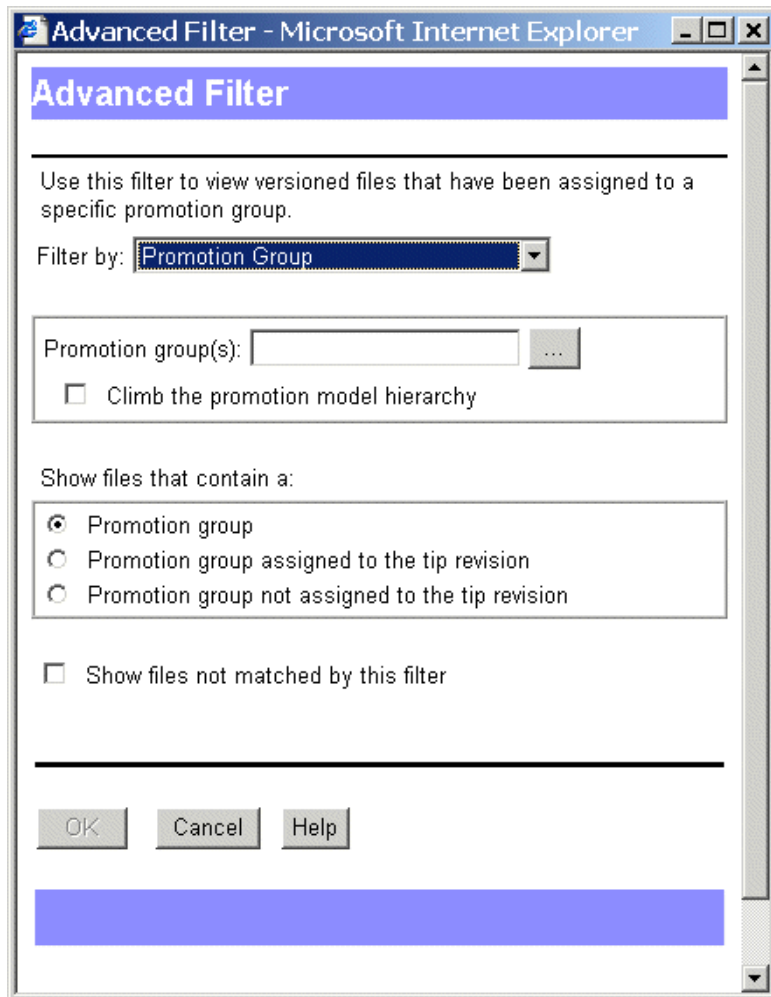 Advanced Filter - Microsoft Internet Explorer
Advanced Filter
Use this filter to view versioned files that have been assigned to a
specific promotion group.
Filter by: Promotion Group
Promotion group(s): ...
Climb the promotion model hierarchy
Show files that contain a:
Promotion group
Promotion group assigned to the tip revision
Promotion group not assigned to the tip revision
Show files not matched by this filter
OK Cancel Help